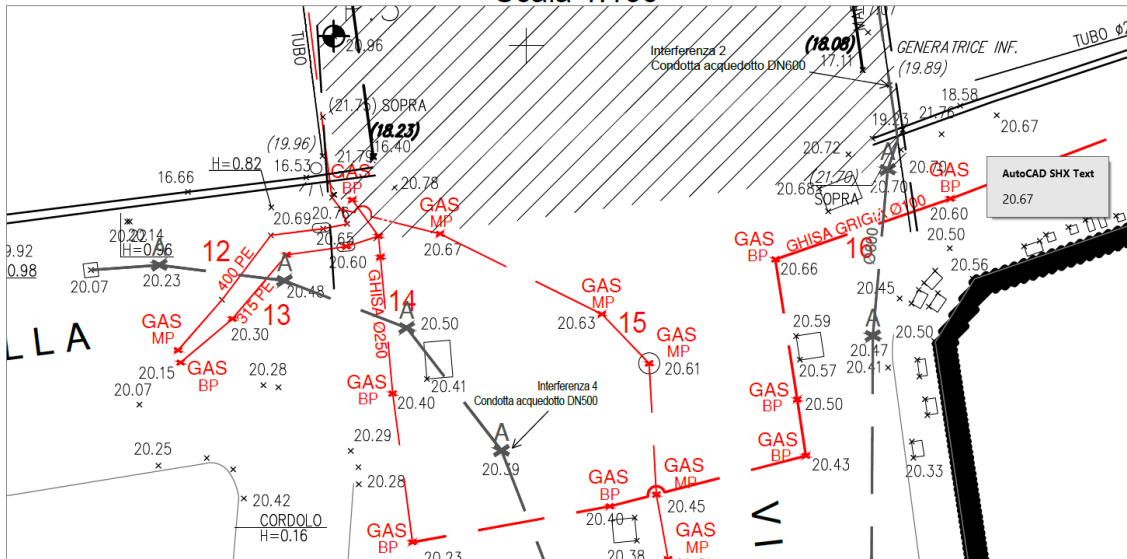 20.96
TUBO
Interferenza 2
Condotta acquedotto DN600
(18.08)
17.11
GENERATRICE INF.
(19.89)
TUBO
(21.75) SOPRA
18.58
21.76
20.67
19.23
(19.96)
(18.23)
16.40
21.79
20.72
A
20.70
AutoCAD SHX Text
20.67
H=0.82
16.53
16.66
GAS
BP
20.78
(21.70)
20.68
20.70
SOPRA
GAS
BP
20.60
20.69
20.76
GAS
MP
20.67
GHISA GRIGIA Ø100
20.14
H=0.96
12
20.65
20.60
16
20.50
A
20.23
20.07
0.98
400 PE
A
20.48
GAS
BP
20.66
Ø600
20.56
315 PE
13
14
GHISA Ø250
20.45
20.30
A
20.50
GAS
MP
20.63
15
20.59
A
20.47
20.50
LLA
GAS
MP
20.15
GAS
BP
GAS
MP
20.61
20.57
20.41
20.28
20.41
20.07
GAS
BP
20.40
Interferenza 4
Condotta acquedotto DN500
GAS
BP
20.50
20.29
A
20.39
GAS
BP
20.43
20.33
20.25
20.28
20.42
GAS
MP
20.45
GAS
BP
20.40
CORDOLO
H=0.16
VI
GAS
BP
20.23
20.38
GAS
MP